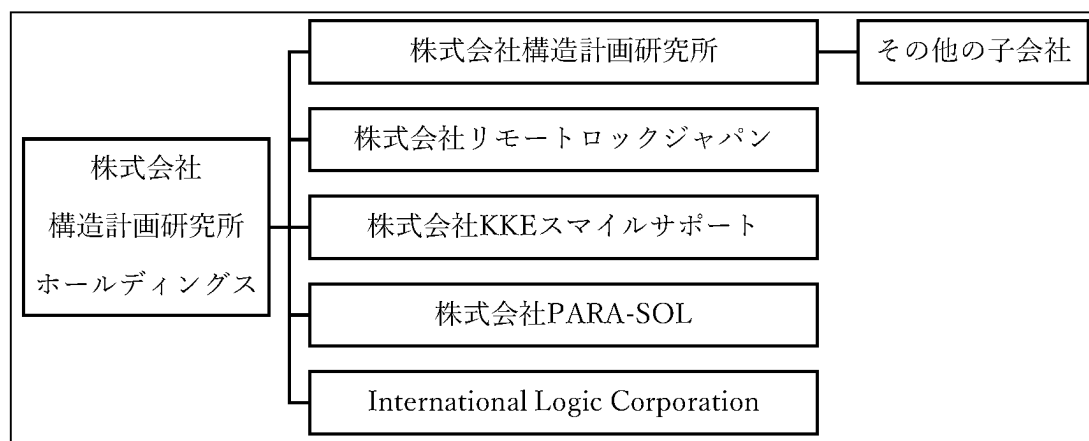 株式会社
構造計画研究所
ホールディングス
株式会社構造計画研究所
その他の子会社
株式会社リモートロックジャパン
株式会社KKEスマイルサポート
株式会社PARA-SOL
International Logic Corporation